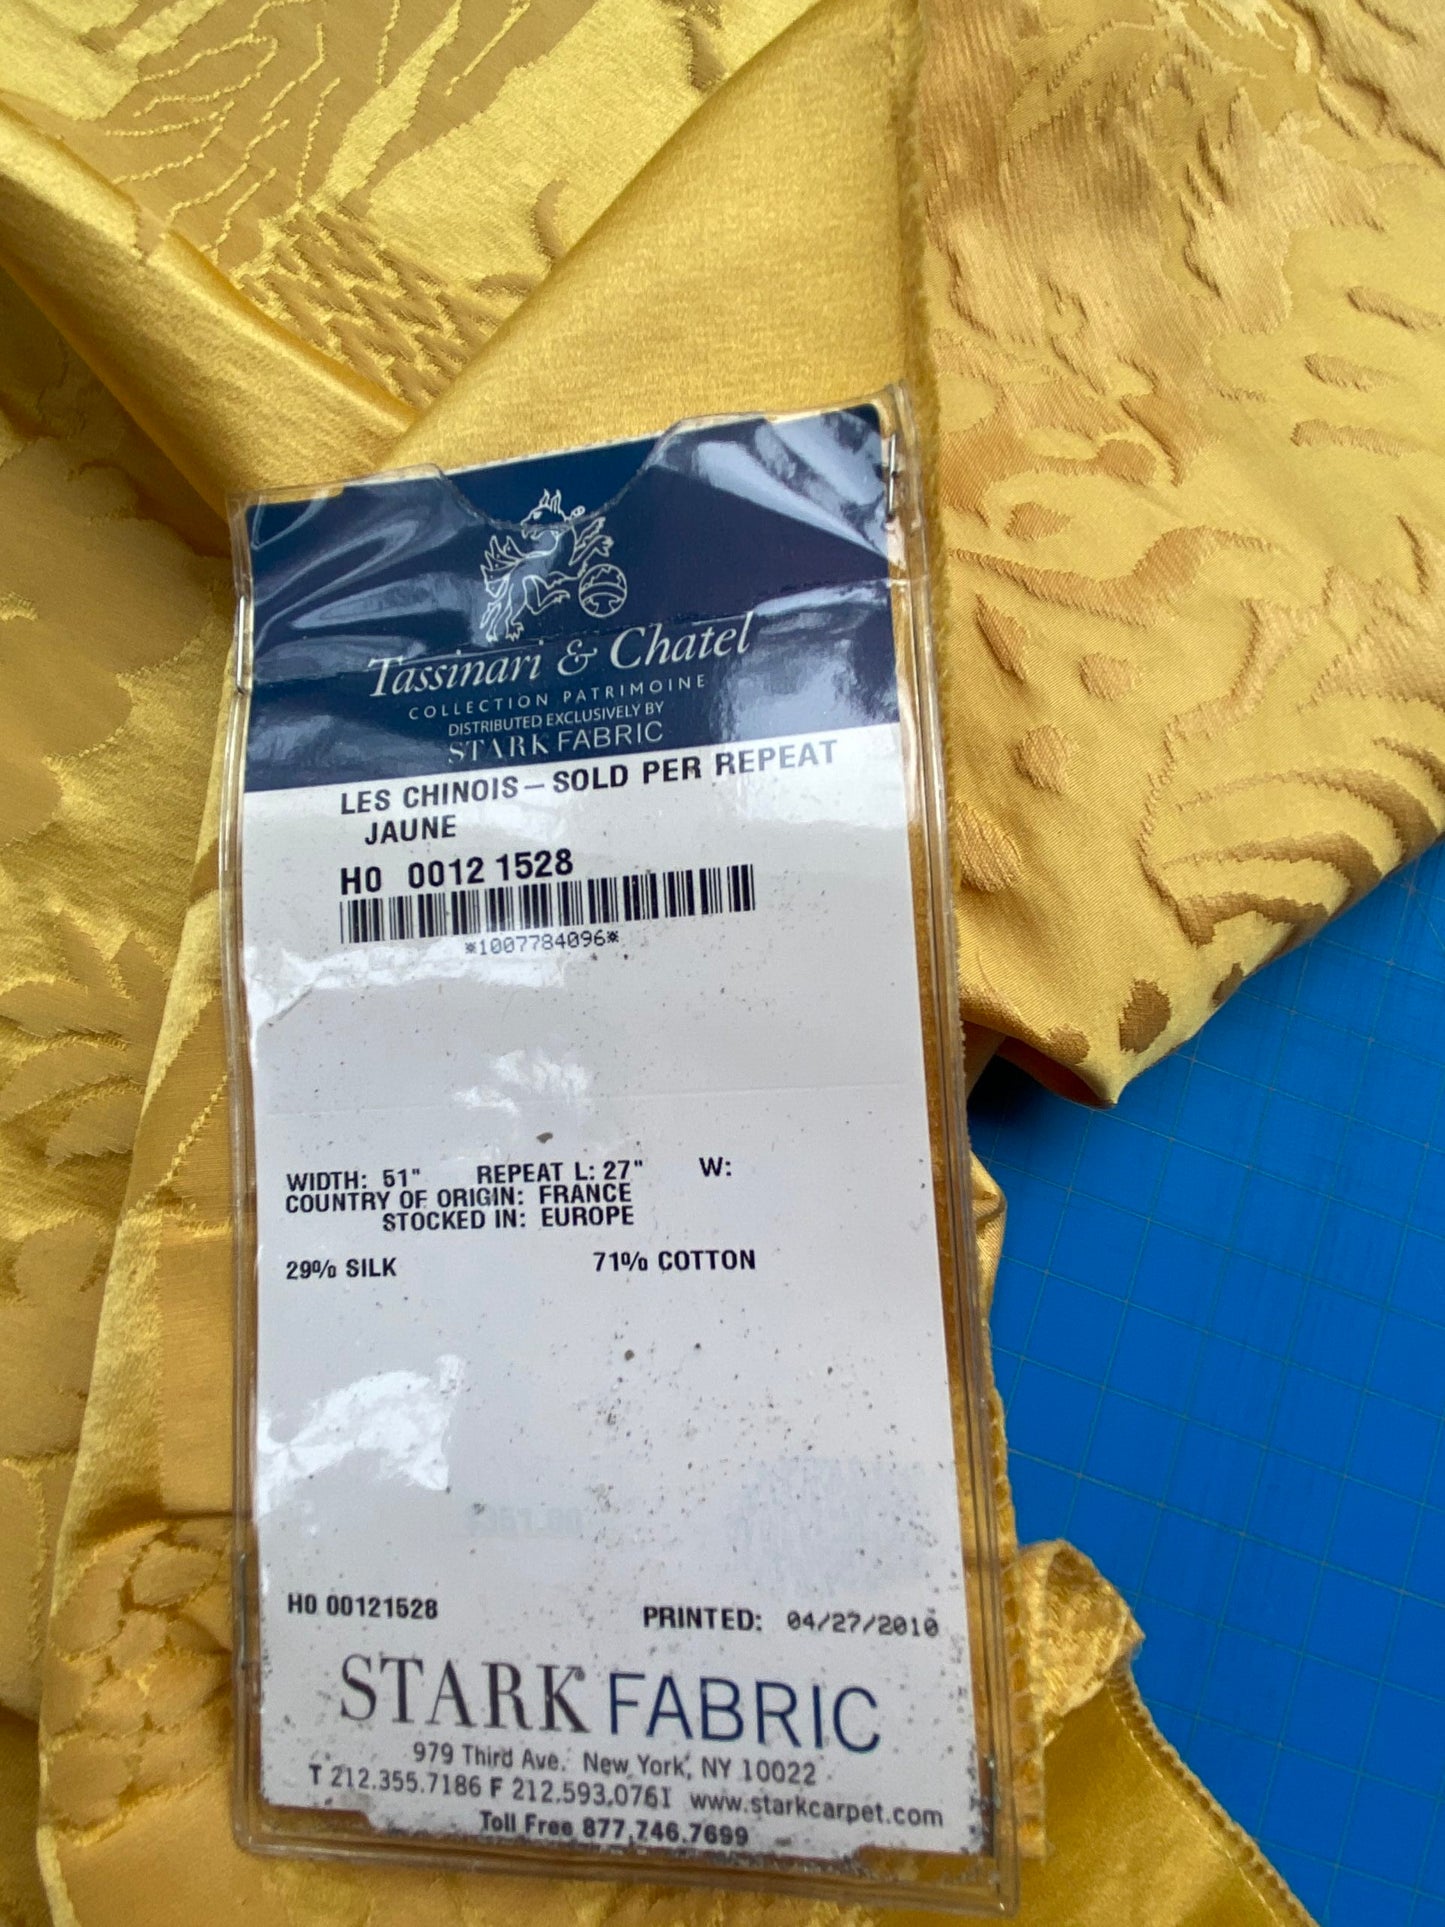 Tassinari & Chatel
COLLECTION PATRIMOINE
DISTRIBUTED EXCLUSIVELY BY
STARK FABRIC
LES CHINOIS – SOLD PER REPEAT
JAUNE
H0 0012 1528
*1007784096*
WIDTH: 51" REPEAT L: 27" W:
COUNTRY OF ORIGIN: FRANCE
STOCKED IN: EUROPE
29% SILK 71% COTTON
H0 00121528 PRINTED: 04/27/2010
STARK® FABRIC
979 Third Ave. New York, NY 10022
T 212.355.7186 F 212.593.0761 www.starkcarpet.com
Toll Free 877.746.7699